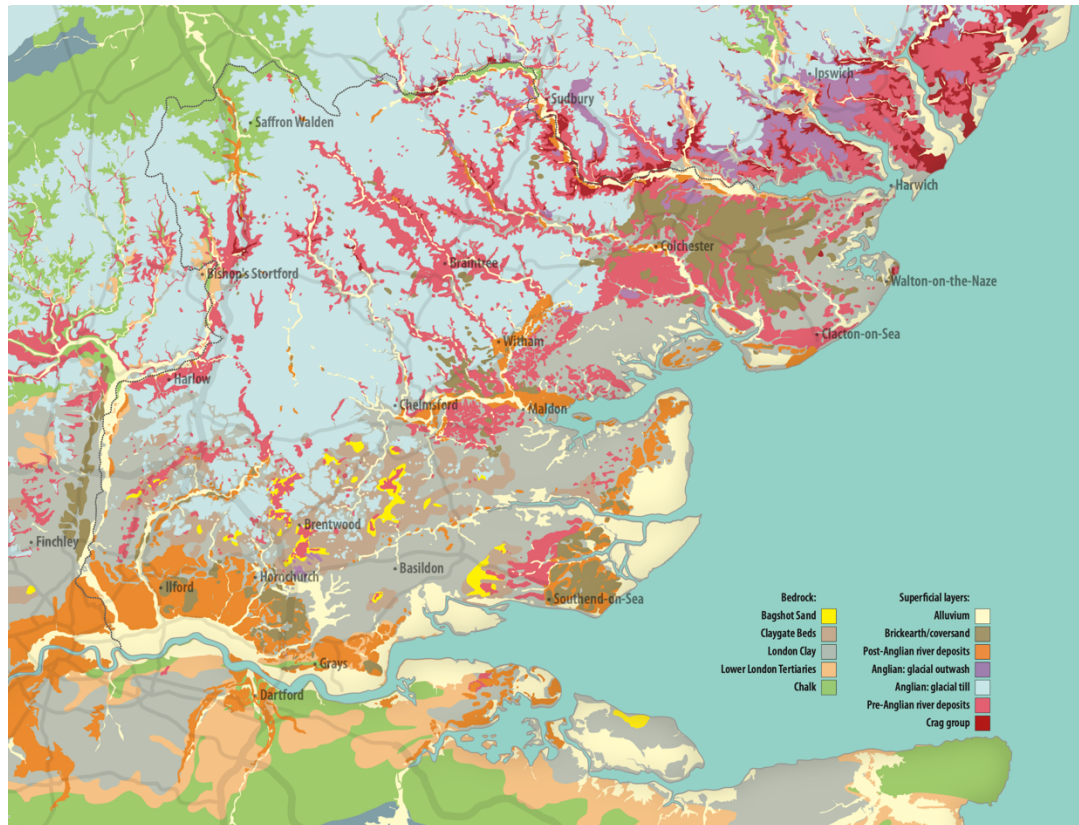 Ipswich
Sudbury
Saffron Walden
Harwich
Colchester
Braintree
Bishop's Stortford
Walton-on-the-Naze
Clacton-on-Sea
Witham
Harlow
Chelmsford
Maldon
Brentwood
Finchley
Basildon
Hornchurch
Ilford
Southend-on-Sea
Grays
Dartford
Bedrock:
Bagshot Sand
Claygate Beds
London Clay
Lower London Tertiaries
Chalk
Superficial layers:
Alluvium
Brickearth/coversand
Post-Anglian river deposits
Anglian: glacial outwash
Anglian: glacial till
Pre-Anglian river deposits
Crag group